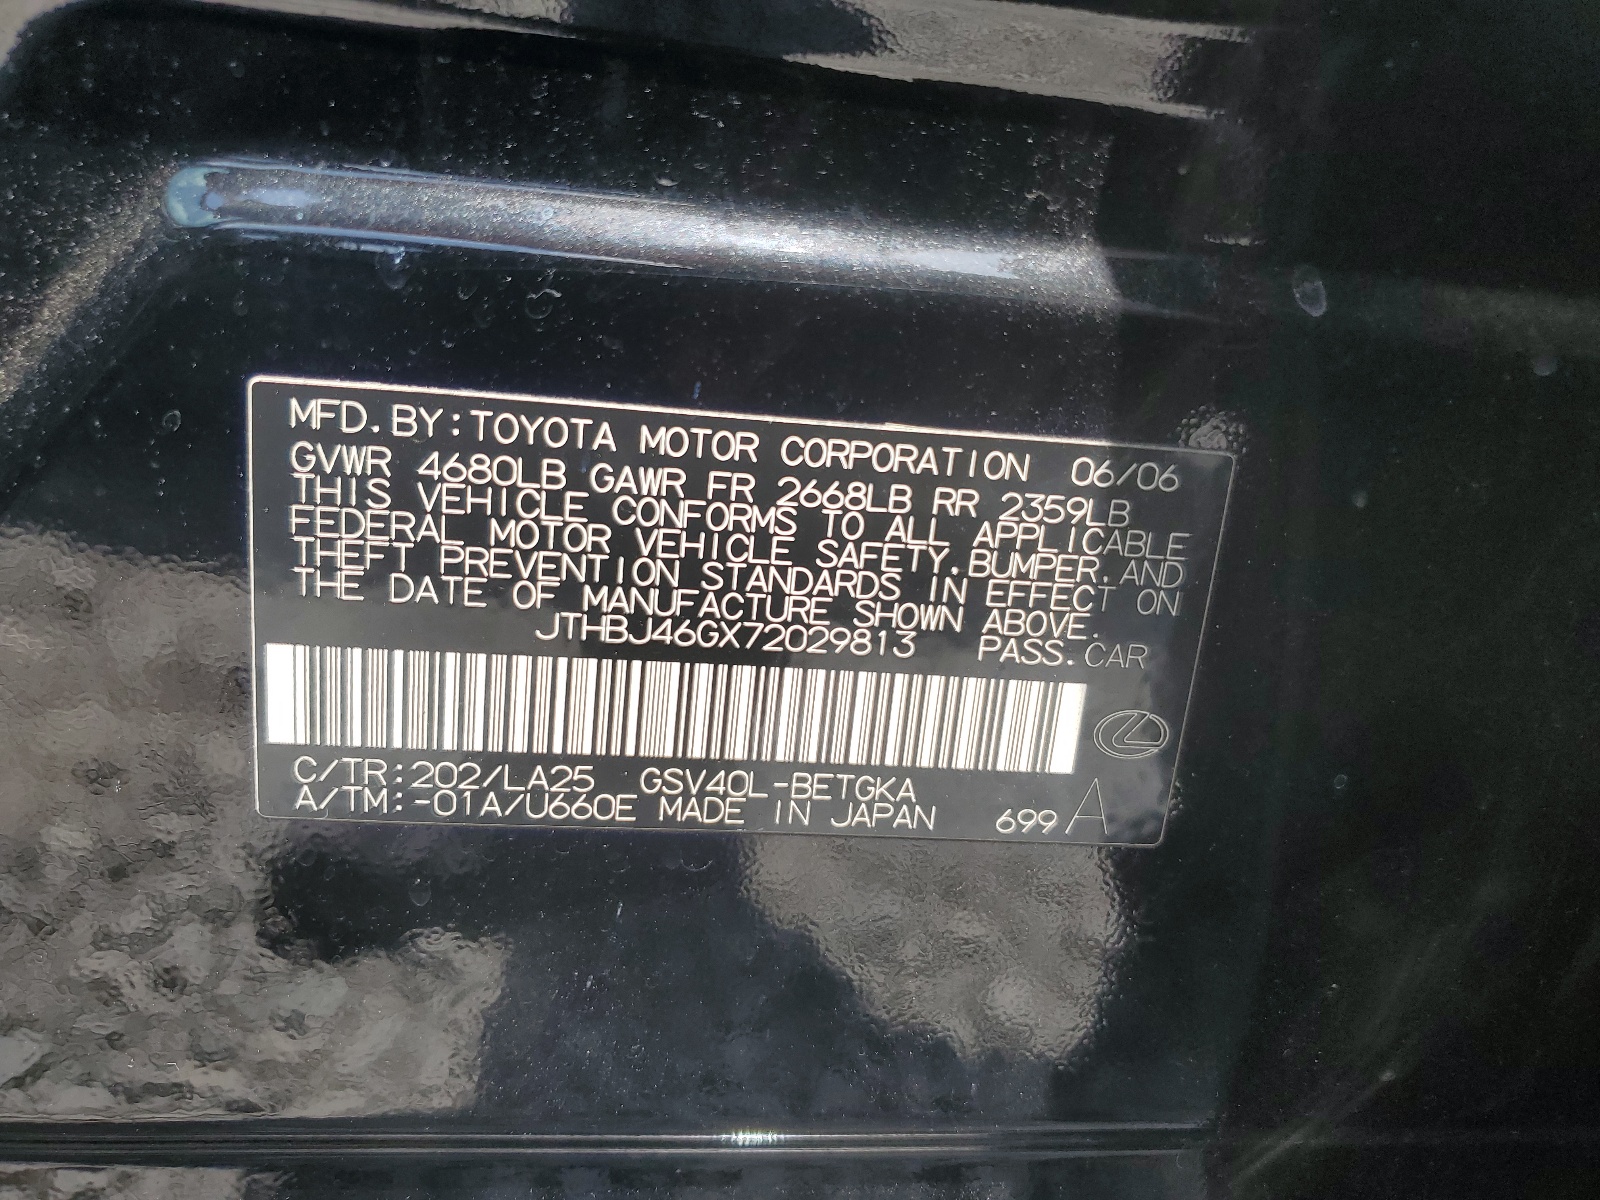 MFD. BY: TOYOTA MOTOR CORPORATION 06/06
GVWR 4680LB GAWR FR 2668LB RR 2359LB
THIS VEHICLE CONFORMS TO ALL APPLICABLE
FEDERAL MOTOR VEHICLE SAFETY, BUMPER, AND
THEFT PREVENTION STANDARDS IN EFFECT ON
THE DATE OF MANUFACTURE SHOWN ABOVE.
JTHBJ46GX72029813 PASS. CAR
C/TR: 202/LA25 GSV40L-BETGKA
A/TM: -01A/U660E MADE IN JAPAN 699 A